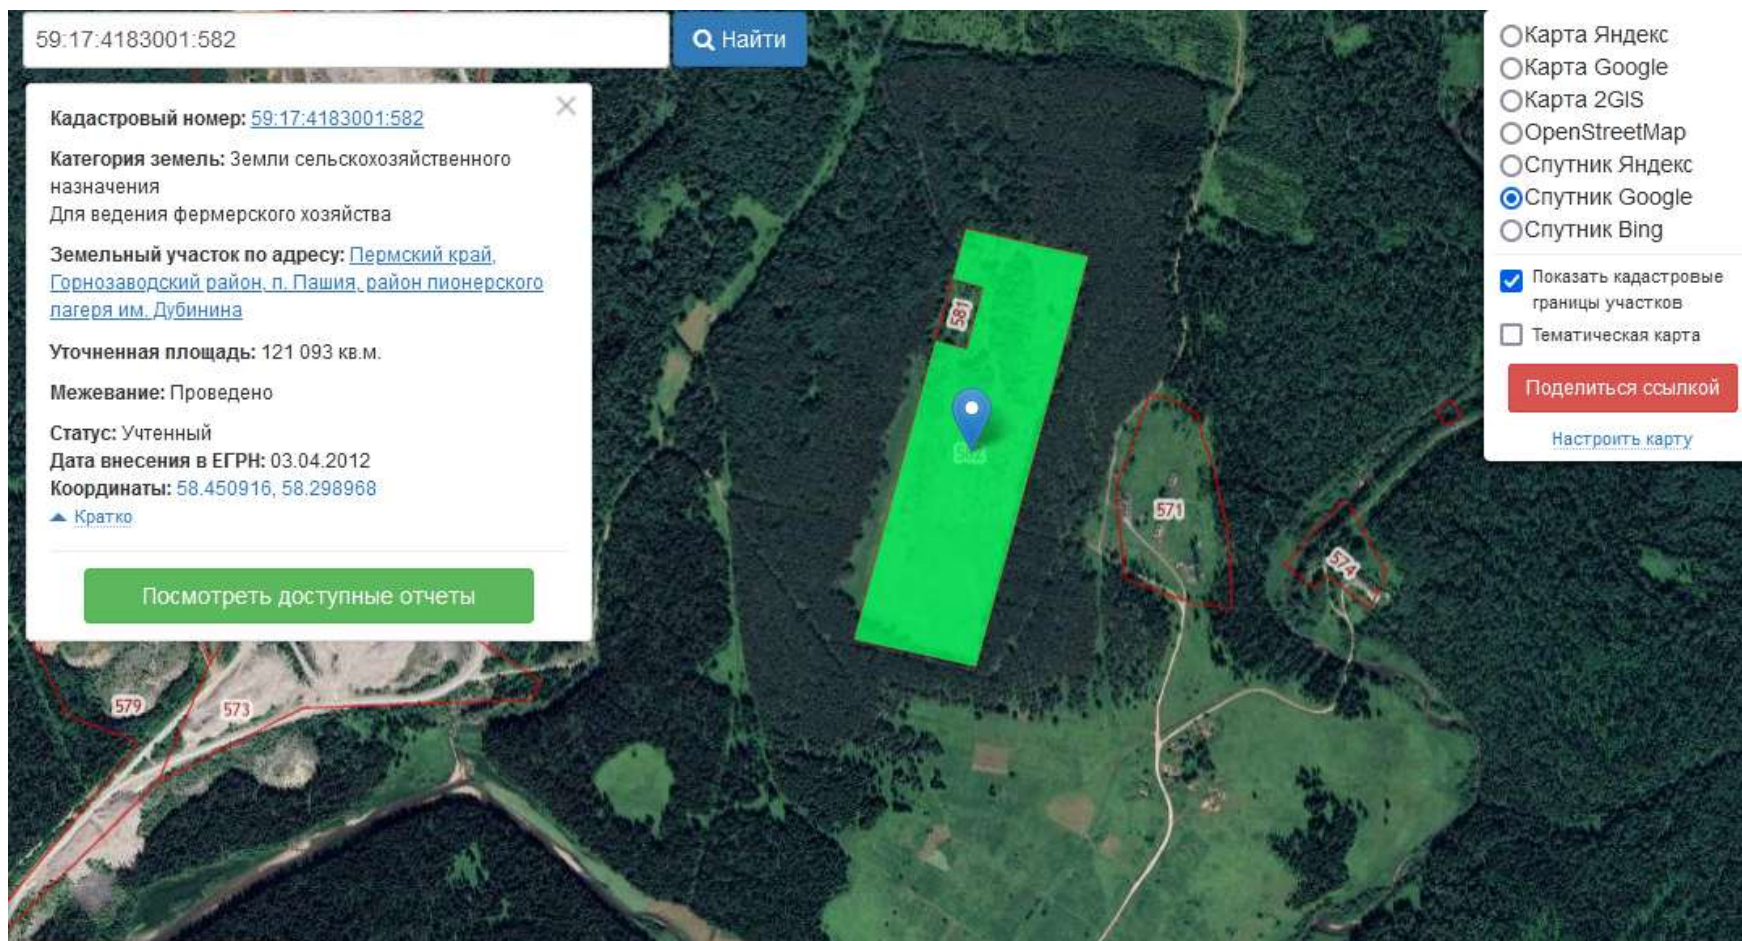 59:17:4183001:582
Найти
Кадастровый номер: 59:17:4183001:582
Категория земель: Земли сельскохозяйственного
назначения
Для ведения фермерского хозяйства
Земельный участок по адресу: Пермский край,
Горнозаводский район, п. Пашия, район пионерского
лагеря им. Дубинина
Уточненная площадь: 121 093 кв.м.
Межевание: Проведено
Статус: Учтенный
Дата внесения в ЕГРН: 03.04.2012
Координаты: 58.450916, 58.298968
Кратко
Посмотреть доступные отчеты
581
582
571
574
579
573
Карта Яндекс
Карта Google
Карта 2GIS
OpenStreetMap
Спутник Яндекс
Спутник Google
Спутник Bing
Показать кадастровые
границы участков
Тематическая карта
Поделиться ссылкой
Настроить карту